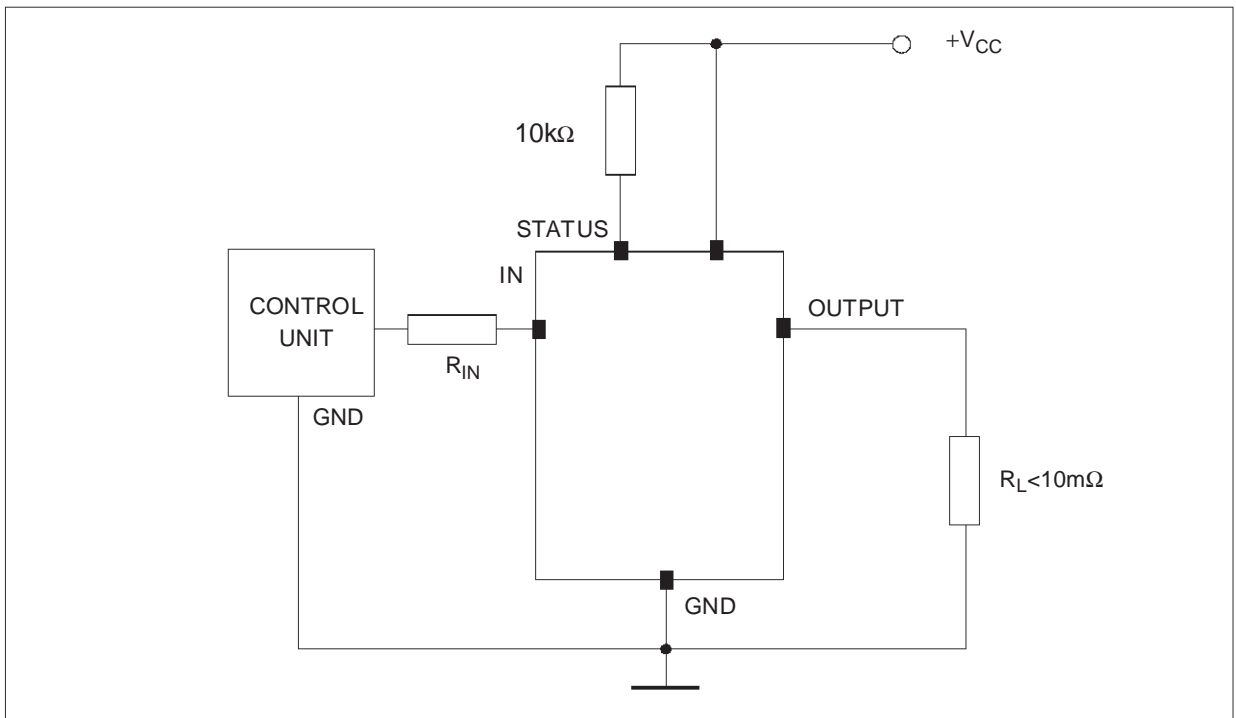 +VCC
10kΩ
STATUS
IN
CONTROL
UNIT
OUTPUT
RIN
GND
RL<10mΩ
GND